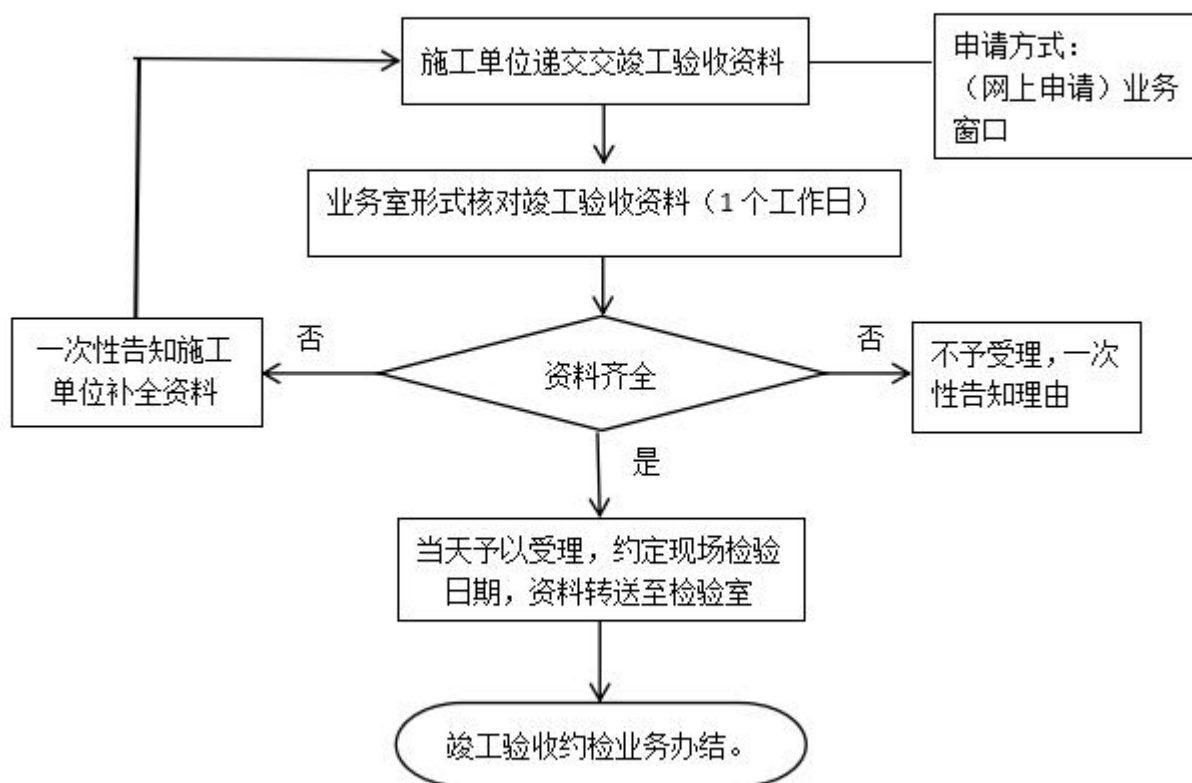 施工单位递交交竣工验收资料
申请方式：
（网上申请）业务
窗口
业务室形式核对竣工验收资料（1个工作日）
一次性告知施工
单位补全资料
否
资料齐全
否
不予受理，一次
性告知理由
是
当天予以受理，约定现场检验
日期，资料转送至检验室
竣工验收约检业务办结。